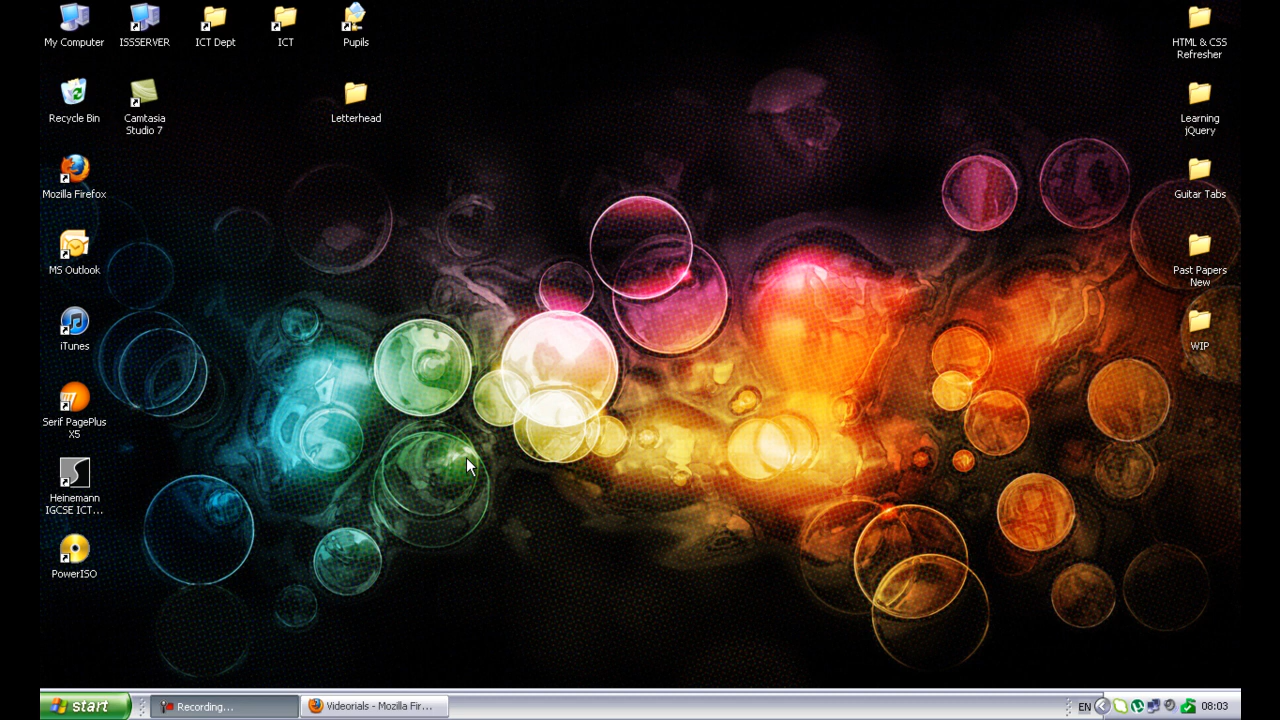 My Computer
ISSSERVER
ICT Dept
ICT
Pupils
HTML & CSS
Refresher
Recycle Bin
Camtasia
Studio 7
Letterhead
Learning
jQuery
Mozilla Firefox
Guitar Tabs
MS Outlook
Past Papers
New
iTunes
WIP
Serif PagePlus
X5
Heinemann
IGCSE ICT...
PowerISO
start
Recording...
Videorials - Mozilla Fir...
EN
08:03